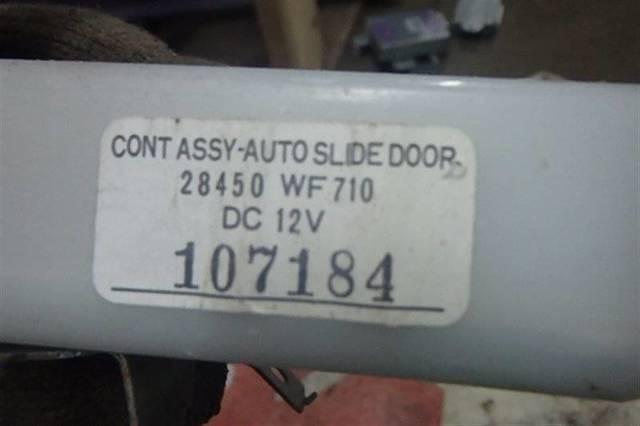 CONT ASSY-AUTO SLIDE DOOR
28450 WF710
DC 12V
107184